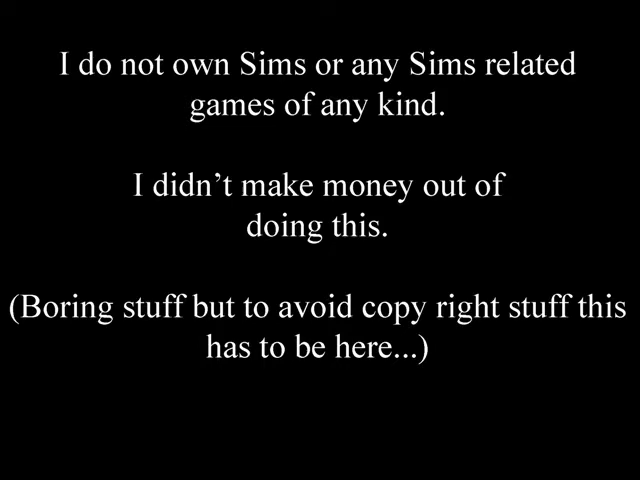 I do not own Sims or any Sims related
games of any kind.
I didn’t make money out of
doing this.
(Boring stuff but to avoid copy right stuff this
has to be here...)